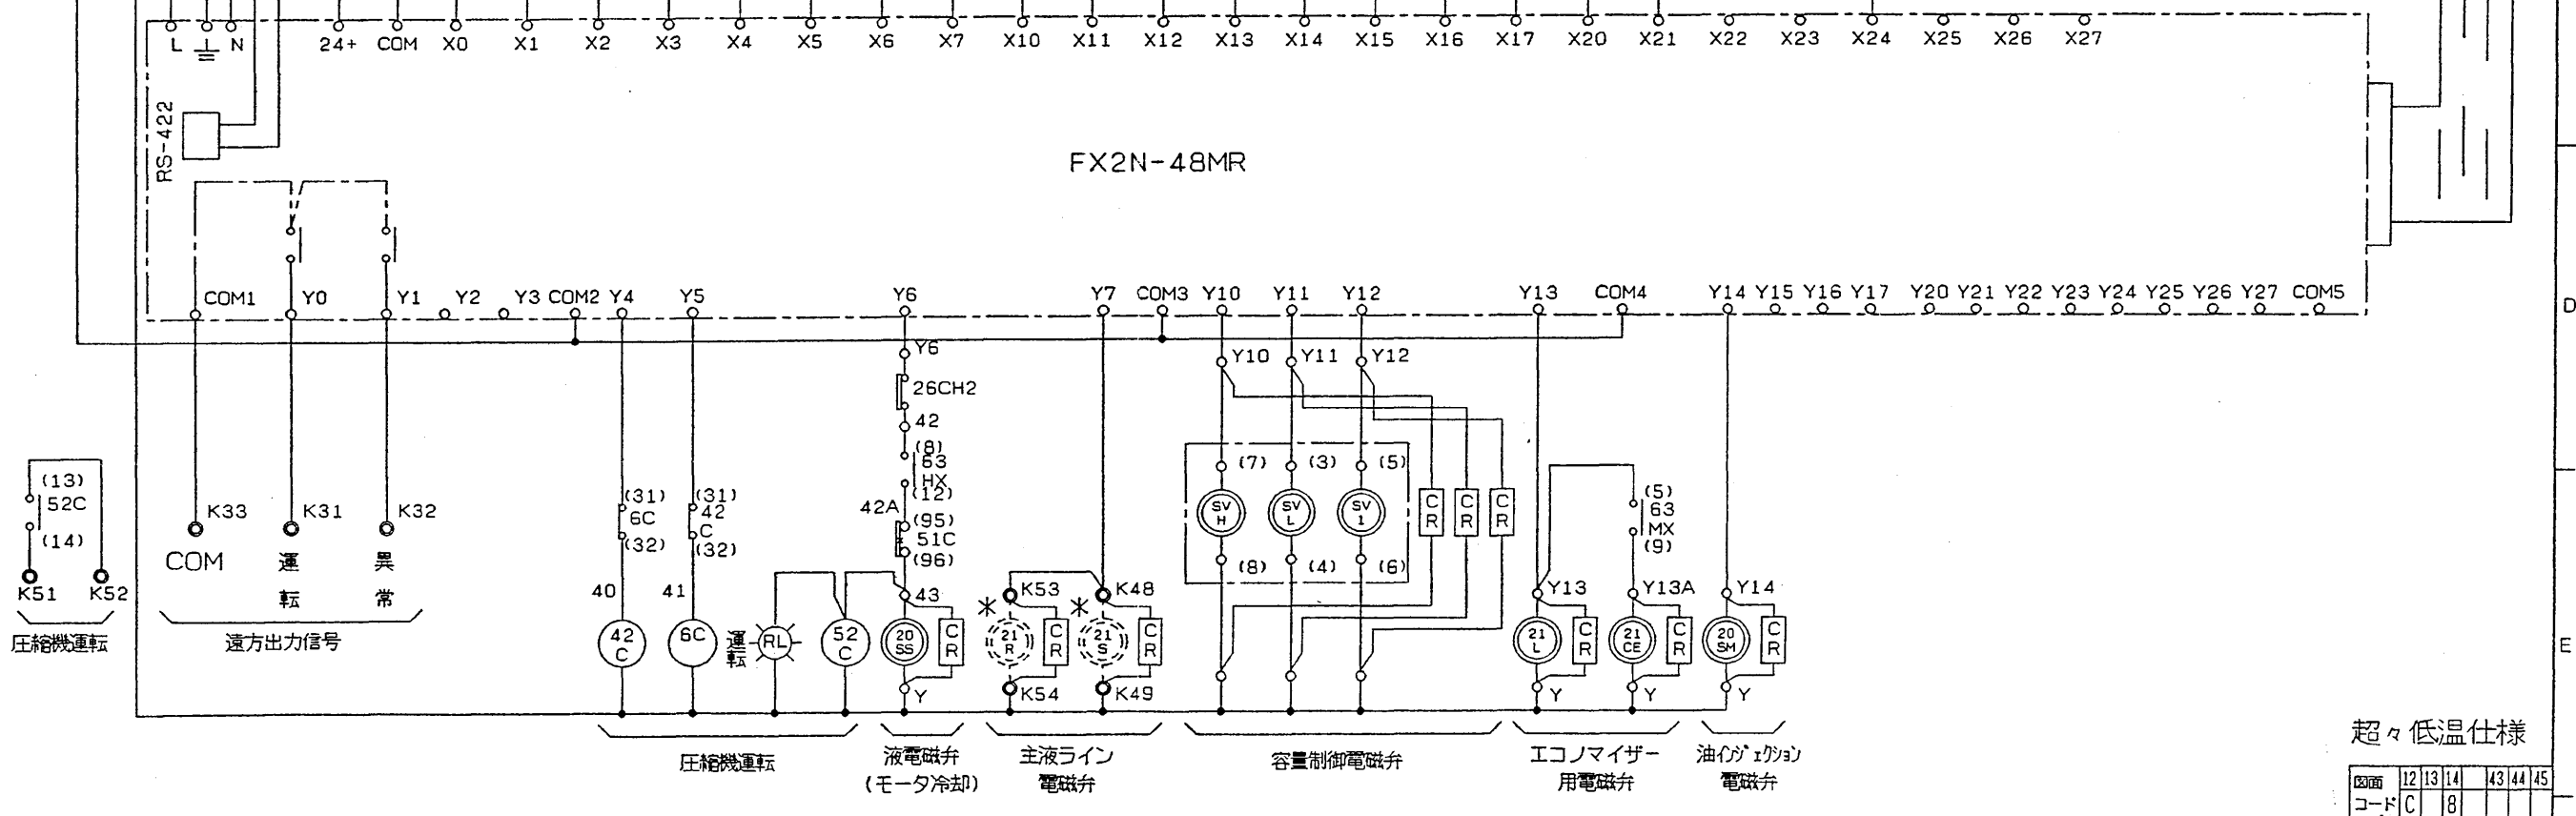 L N 24+ COM X0 X1 X2 X3 X4 X5 X6 X7 X10 X11 X12 X13 X14 X15 X16 X17 X20 X21 X22 X23 X24 X25 X26 X27
RS-422
FX2N-48MR
COM1 Y0 Y1 Y2 Y3 COM2 Y4 Y5 Y6 Y7 COM3 Y10 Y11 Y12 Y13 COM4 Y14 Y15 Y16 Y17 Y20 Y21 Y22 Y23 Y24 Y25 Y26 Y27 COM5
D
Y6 Y10 Y11 Y12
26CH2
42
(8)
63
HX
(12)
42A
(95)
51C
(96)
(13)
52C
(14)
K51 K52
圧縮機運転
K33 K31 K32
COM
運転
異常
遠方出力信号
(31)
6C
(32)
(31)
42
C
(32)
40 41
42
C
6C
運転
RL
52
C
43
20
SS
C
R
Y
圧縮機運転
液電磁弁
(モータ冷却)
K53 K48
* *
21
R
C
R
21
S
C
R
K54 K49
主液ライン
電磁弁
(7) (3) (5)
SV
H
SV
L
SV
1
C
R
C
R
C
R
(8) (4) (6)
容量制御電磁弁
(5)
63
MX
(9)
Y13 Y13A Y14
21
L
C
R
21
CE
C
R
20
SM
C
R
Y Y Y
エコノマイザー
用電磁弁
油インジェクション
電磁弁
E
超々低温仕様
図面 12 13 14 43 44 45
コード C 8